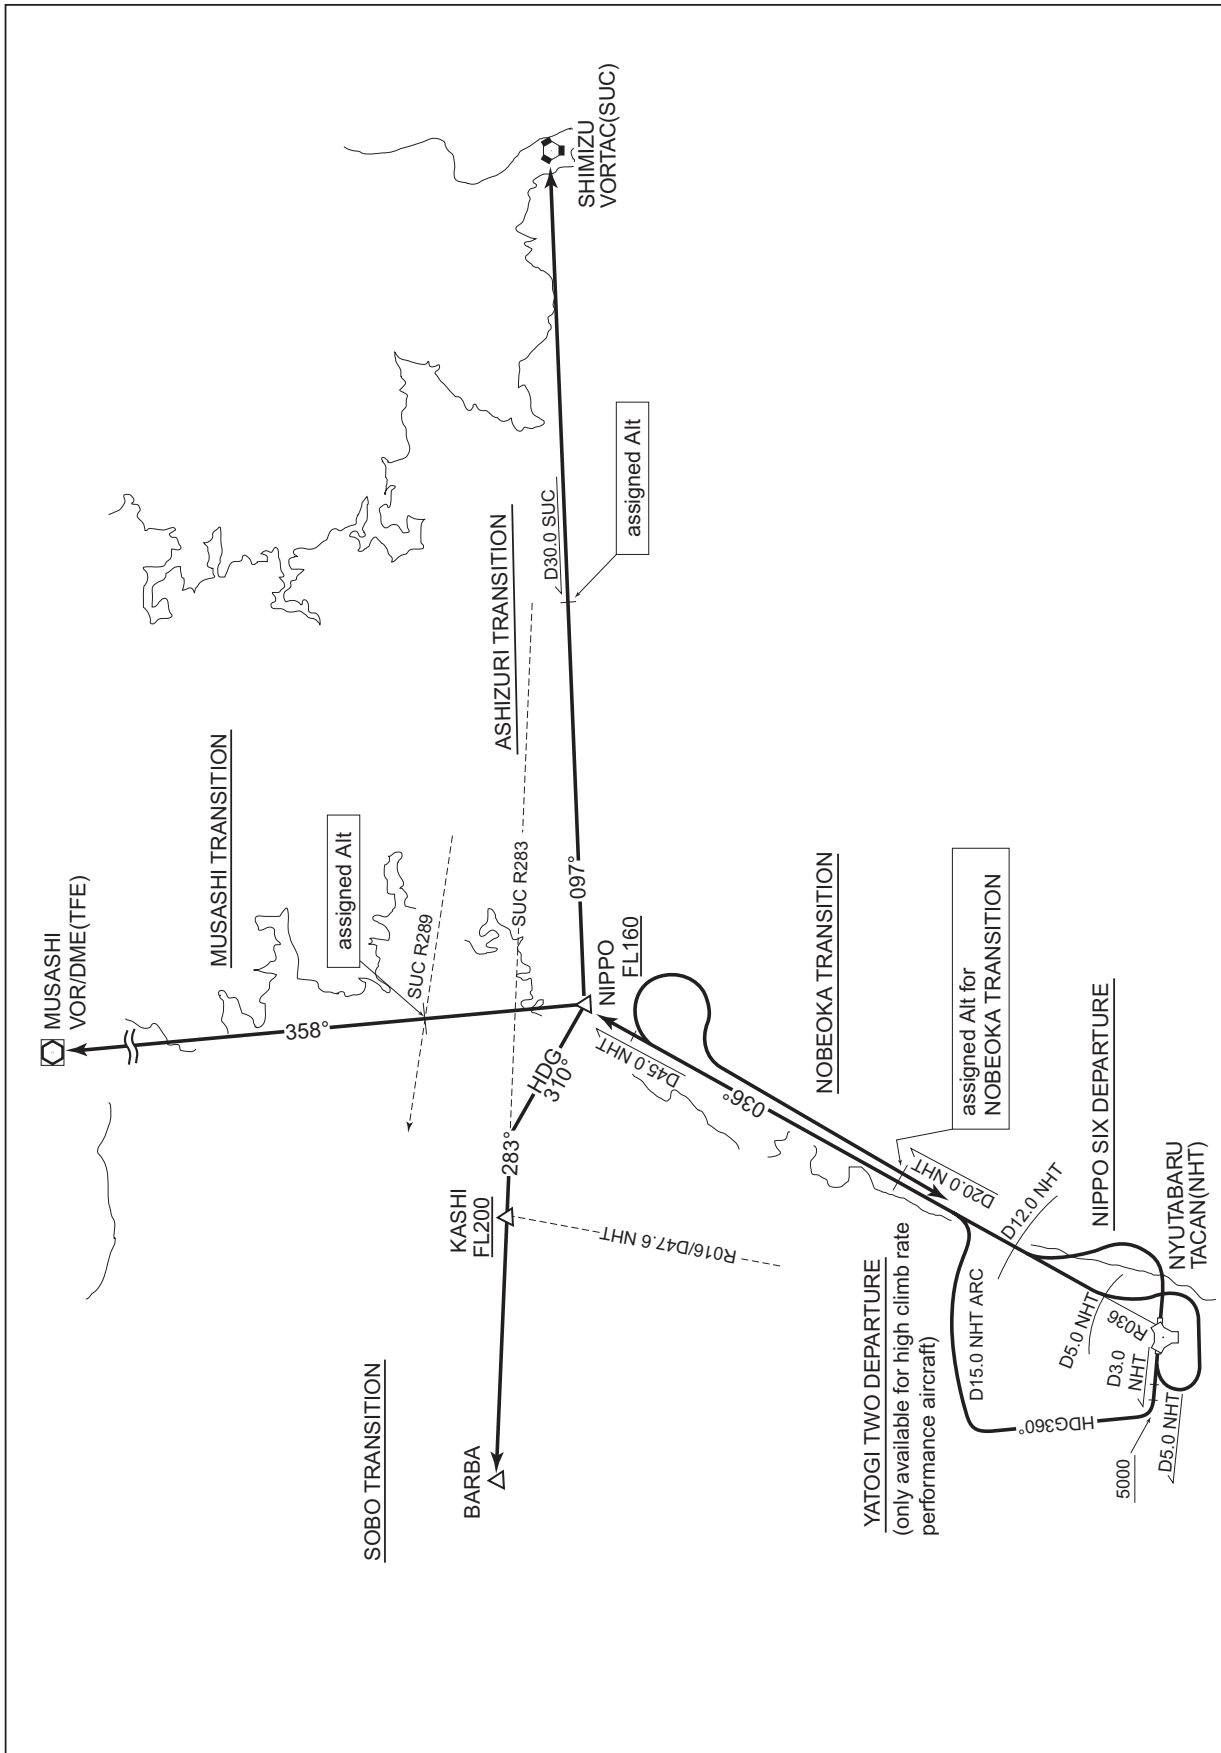 MUSASHI
VOR/DME(TFE)
MUSASHI TRANSITION
358°
assigned Alt
SUC R289
SHIMIZU
VORTAC(SUC)
ASHIZURI TRANSITION
D30.0 SUC
assigned Alt
097°
SUC R283
NIPPO
FL160
HDG
310°
283°
KASHI
FL200
R016/D47.6 NHT
BARBA
SOBO TRANSITION
D45.0 NHT
036°
NOBEOKA TRANSITION
assigned Alt for
NOBEOKA TRANSITION
D20.0 NHT
D12.0 NHT
NIPPO SIX DEPARTURE
NYUTABARU
TACAN(NHT)
YATOGI TWO DEPARTURE
(only available for high climb rate
performance aircraft)
D15.0 NHT ARC
D5.0 NHT
R036
D3.0
NHT
HDG360°
5000
D5.0 NHT